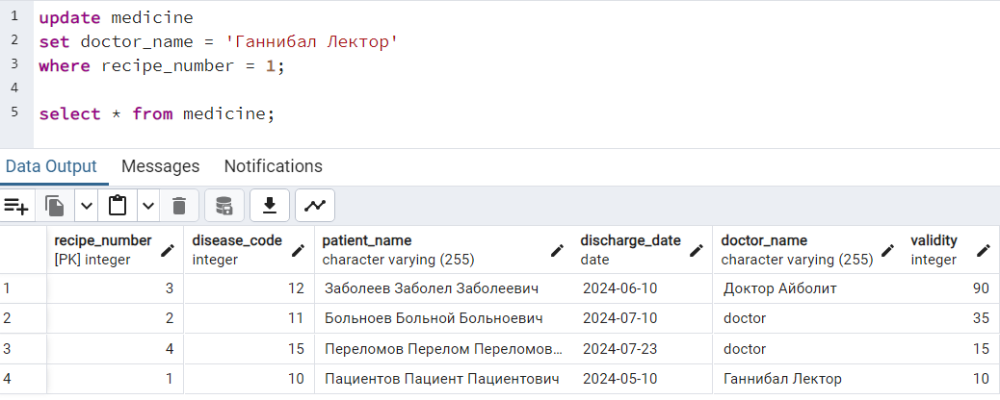 1 update medicine
2 set doctor_name = 'Ганнибал Лектор'
3 where recipe_number = 1;
4
5 select * from medicine;
Data Output Messages Notifications
recipe_number disease_code patient_name discharge_date doctor_name validity
[PK] integer integer character varying (255) date character varying (255) integer
1 3 12 Заболеев Заболел Заболеевич 2024-06-10 Доктор Айболит 90
2 2 11 Больноев Больной Больноевич 2024-07-10 doctor 35
3 4 15 Переломов Перелом Переломов... 2024-07-23 doctor 15
4 1 10 Пациентов Пациент Пациентович 2024-05-10 Ганнибал Лектор 10